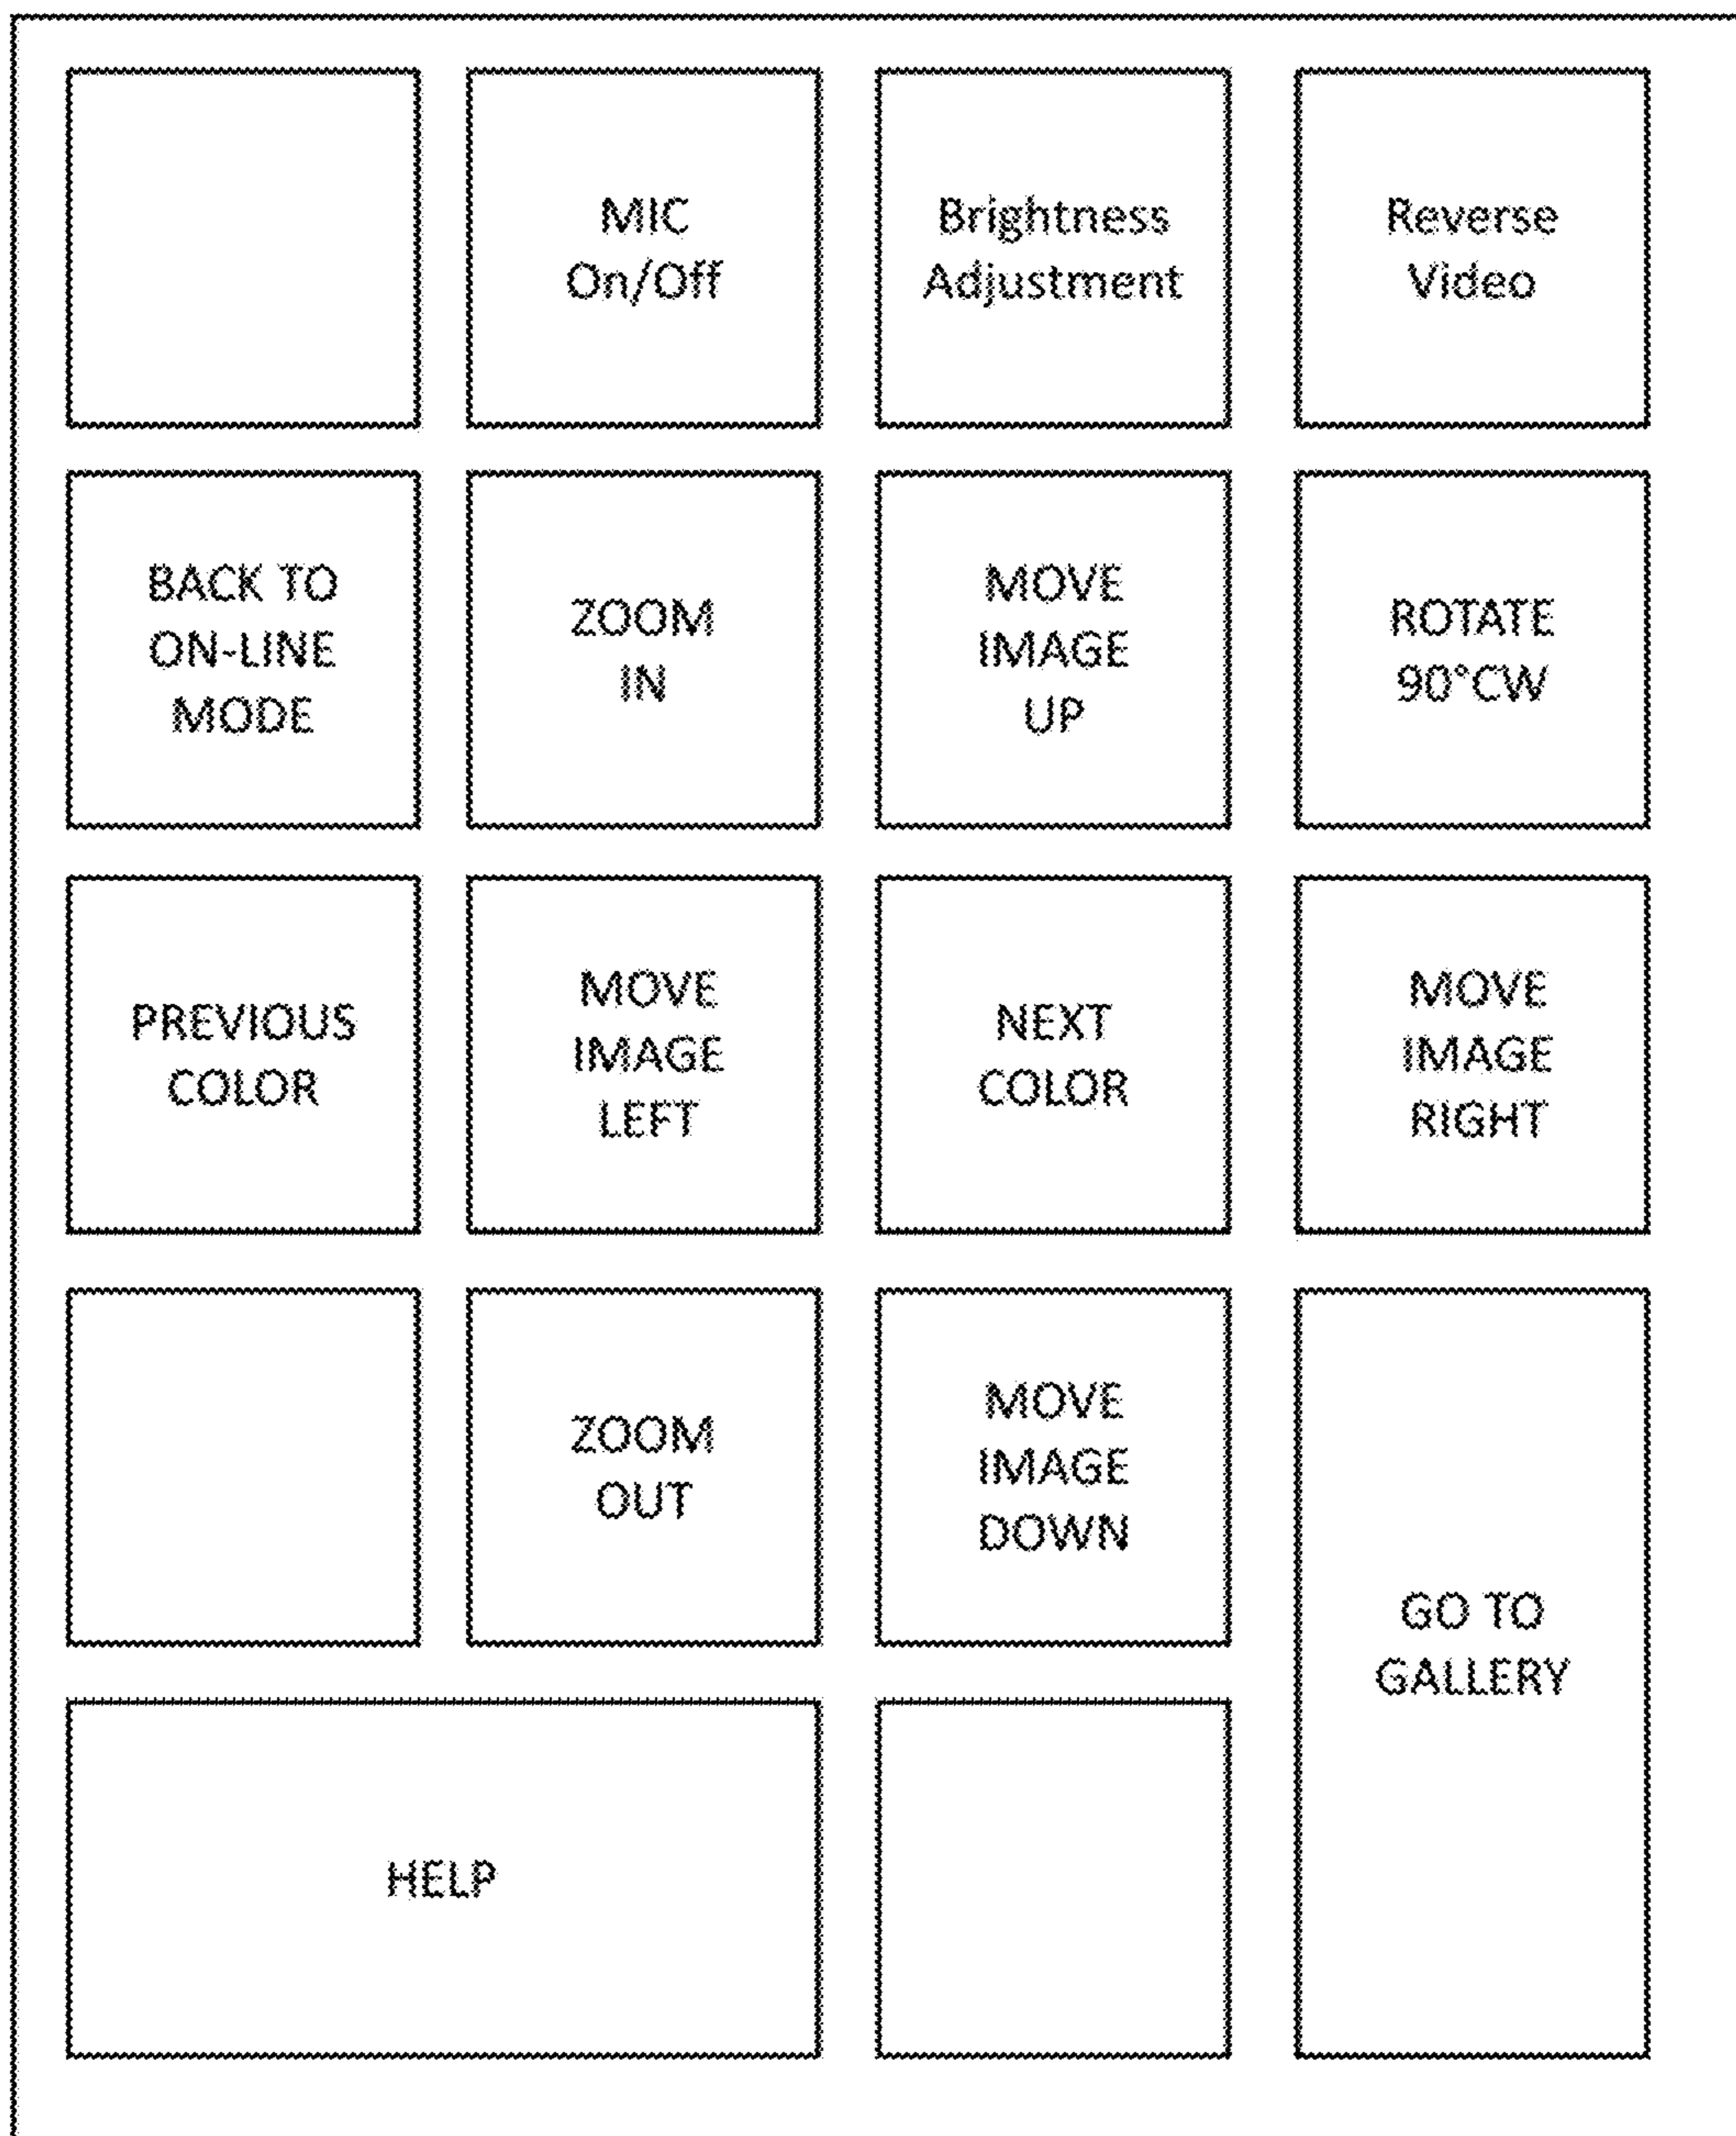 MIC
On/Off
Brightness
Adjustment
Reverse
Video
BACK TO
ON-LINE
MODE
ZOOM
IN
MOVE
IMAGE
UP
ROTATE
90°CW
PREVIOUS
COLOR
MOVE
IMAGE
LEFT
NEXT
COLOR
MOVE
IMAGE
RIGHT
ZOOM
OUT
MOVE
IMAGE
DOWN
GO TO
GALLERY
HELP